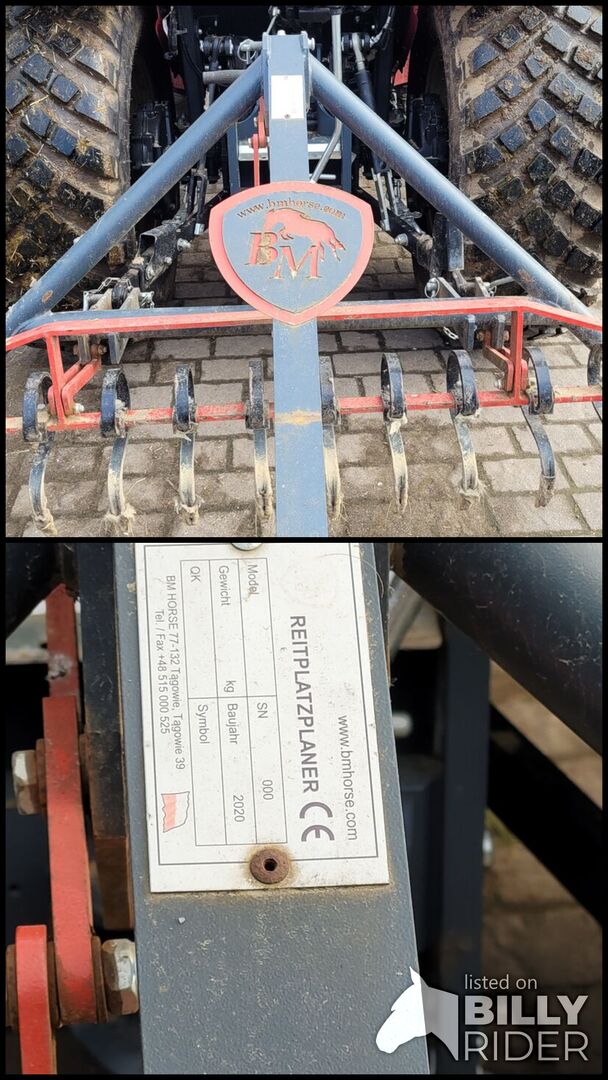 www.bmhorse.com
BM
www.bmhorse.com
REITPLATZPLANER CE
Model SN 000
Gewicht kg Baujahr 2020
QK Symbol
BM HORSE 77-132 Tągowie, Tągowie 39
Tel. / Fax +48 515 000 525
listed on
BILLY
RIDER